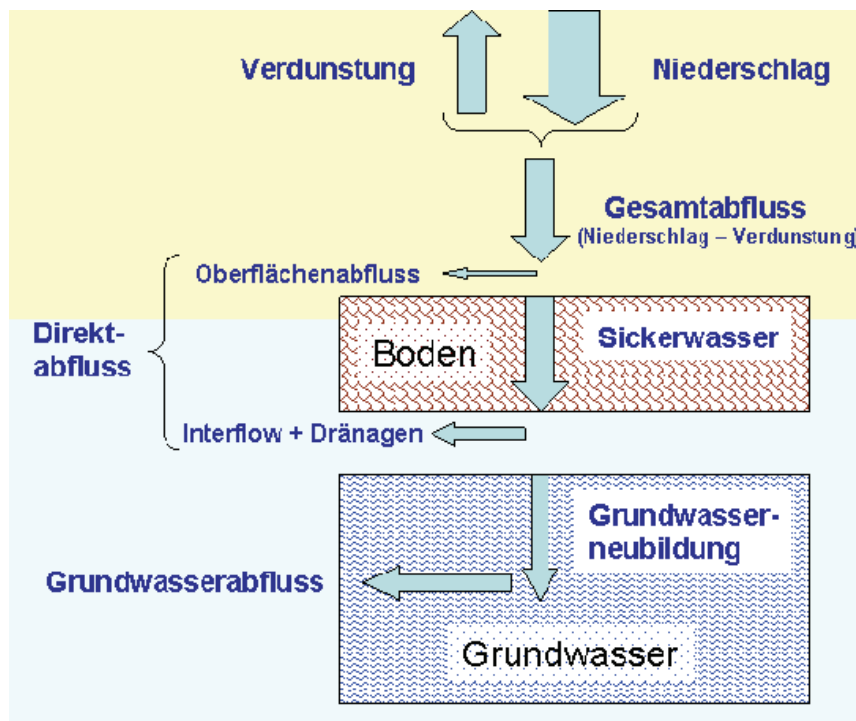 Verdunstung
Niederschlag
Gesamtabfluss
(Niederschlag – Verdunstung)
Oberflächenabfluss
Direkt-
abfluss
Boden
Sickerwasser
Interflow + Dränagen
Grundwasser-
neubildung
Grundwasserabfluss
Grundwasser